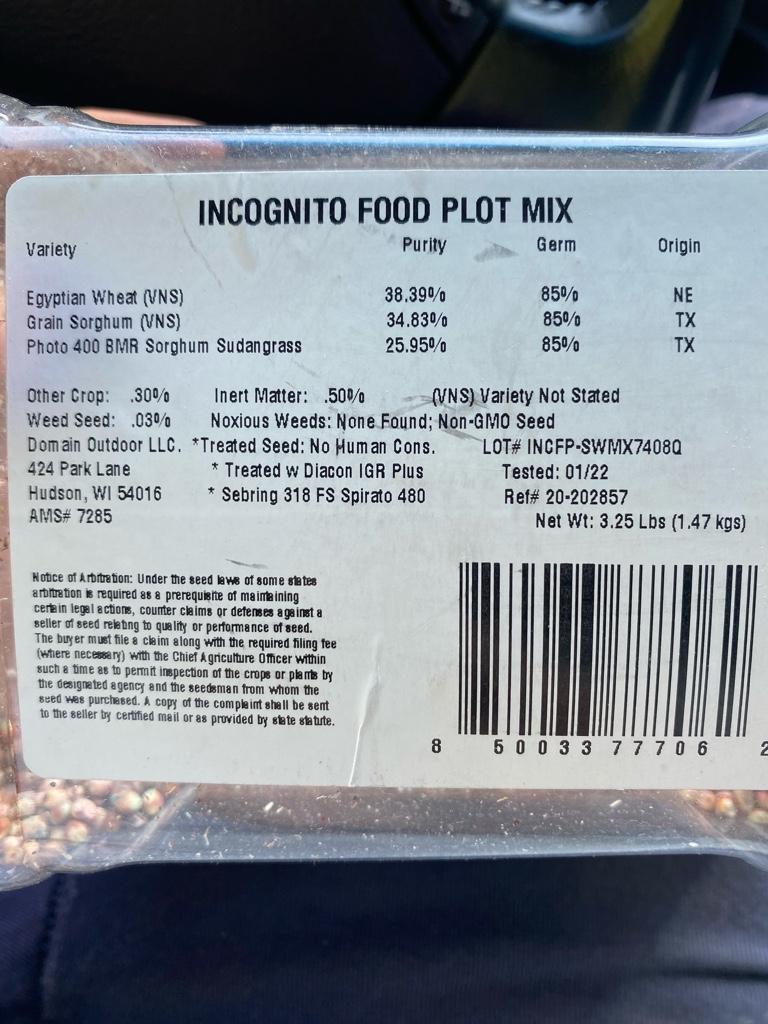 INCOGNITO FOOD PLOT MIX
Variety Purity Germ Origin
Egyptian Wheat (VNS) 38.39% 85% NE
Grain Sorghum (VNS) 34.83% 85% TX
Photo 400 BMR Sorghum Sudangrass 25.95% 85% TX
Other Crop: .30% Inert Matter: .50% (VNS) Variety Not Stated
Weed Seed: .03% Noxious Weeds: None Found; Non-GMO Seed
Domain Outdoor LLC. *Treated Seed: No Human Cons. LOT# INCFP-SWMX7408Q
424 Park Lane * Treated w Diacon IGR Plus Tested: 01/22
Hudson, WI 54016 * Sebring 318 FS Spirato 480 Ref# 20-202857
AMS# 7285 Net Wt: 3.25 Lbs (1.47 kgs)
Notice of Arbitration: Under the seed laws of some states
arbitration is required as a prerequisite of maintaining
certain legal actions, counter claims or defenses against a
seller of seed relating to quality or performance of seed.
The buyer must file a claim along with the required filing fee
(where necessary) with the Chief Agriculture Officer within
such a time as to permit inspection of the crops or plants by
the designated agency and the seedsman from whom the
seed was purchased. A copy of the complaint shall be sent
to the seller by certified mail or as provided by state statute.
8 50033 77706 2